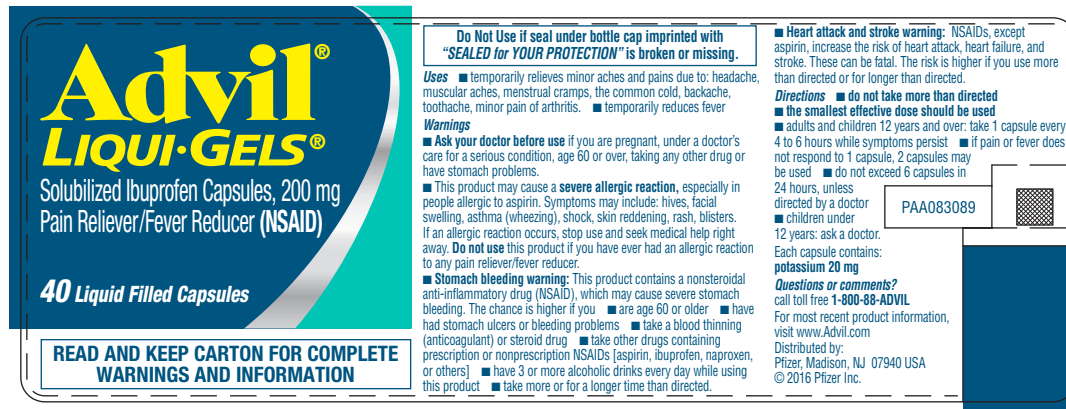 Advil®
LIQUI·GELS®
Solubilized Ibuprofen Capsules, 200 mg
Pain Reliever/Fever Reducer (NSAID)
40 Liquid Filled Capsules
READ AND KEEP CARTON FOR COMPLETE
WARNINGS AND INFORMATION
Do Not Use if seal under bottle cap imprinted with
“SEALED for YOUR PROTECTION” is broken or missing.
Uses ■ temporarily relieves minor aches and pains due to: headache,
muscular aches, menstrual cramps, the common cold, backache,
toothache, minor pain of arthritis. ■ temporarily reduces fever
Warnings
■ Ask your doctor before use if you are pregnant, under a doctor’s
care for a serious condition, age 60 or over, taking any other drug or
have stomach problems.
■ This product may cause a severe allergic reaction, especially in
people allergic to aspirin. Symptoms may include: hives, facial
swelling, asthma (wheezing), shock, skin reddening, rash, blisters.
If an allergic reaction occurs, stop use and seek medical help right
away. Do not use this product if you have ever had an allergic reaction
to any pain reliever/fever reducer.
■ Stomach bleeding warning: This product contains a nonsteroidal
anti-inflammatory drug (NSAID), which may cause severe stomach
bleeding. The chance is higher if you ■ are age 60 or older ■ have
had stomach ulcers or bleeding problems ■ take a blood thinning
(anticoagulant) or steroid drug ■ take other drugs containing
prescription or nonprescription NSAIDs [aspirin, ibuprofen, naproxen,
or others] ■ have 3 or more alcoholic drinks every day while using
this product ■ take more or for a longer time than directed.
■ Heart attack and stroke warning: NSAIDs, except
aspirin, increase the risk of heart attack, heart failure, and
stroke. These can be fatal. The risk is higher if you use more
than directed or for longer than directed.
Directions ■ do not take more than directed
■ the smallest effective dose should be used
■ adults and children 12 years and over: take 1 capsule every
4 to 6 hours while symptoms persist ■ if pain or fever does
not respond to 1 capsule, 2 capsules may
be used ■ do not exceed 6 capsules in
24 hours, unless
directed by a doctor
■ children under
12 years: ask a doctor.
Each capsule contains:
potassium 20 mg
Questions or comments?
call toll free 1-800-88-ADVIL
For most recent product information,
visit www.Advil.com
Distributed by:
Pfizer, Madison, NJ 07940 USA
© 2016 Pfizer Inc.
PAA083089